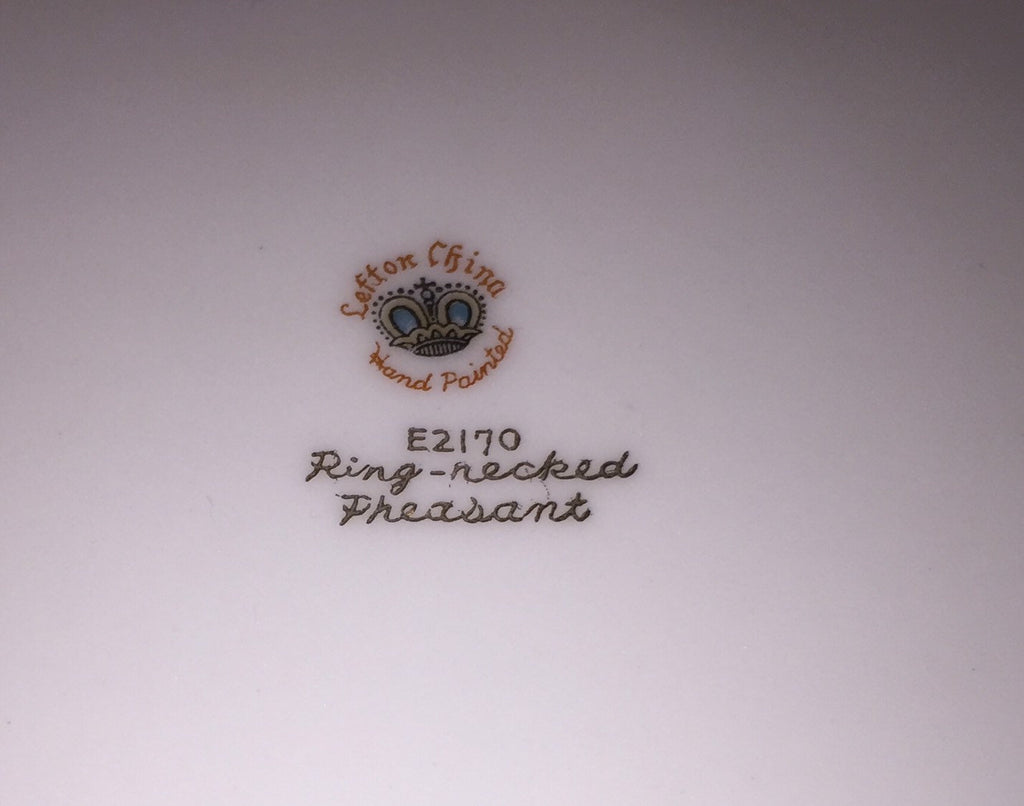 Lefton China
Hand Painted
E2170
Ring-necked
Pheasant